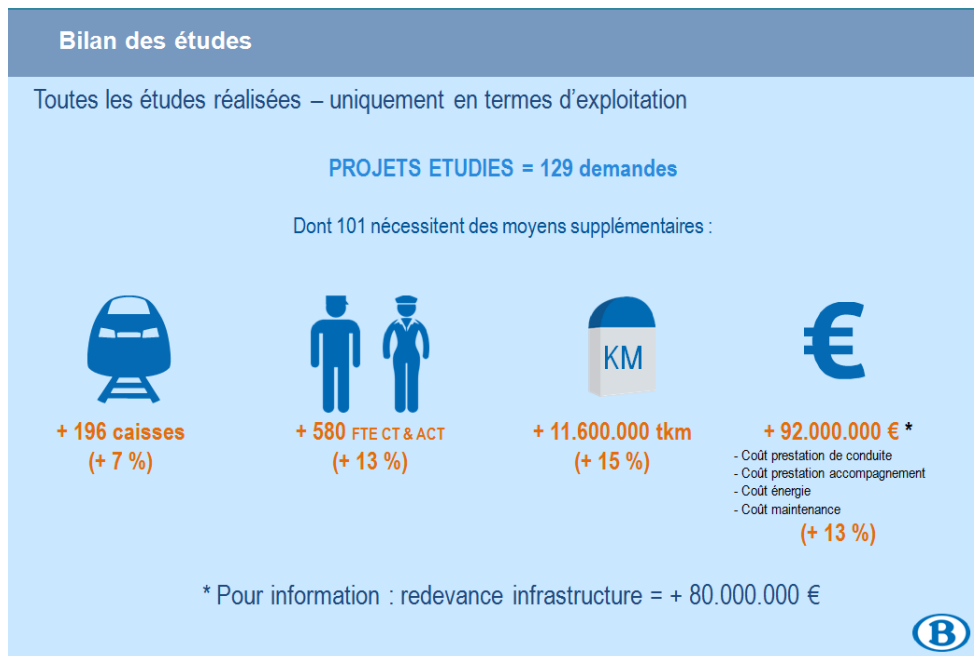 Bilan des études
Toutes les études réalisées – uniquement en termes d'exploitation
PROJETS ETUDIES = 129 demandes
Dont 101 nécessitent des moyens supplémentaires :
KM
€
+ 196 caisses
(+ 7 %)
+ 580 FTE CT & ACT
(+ 13 %)
+ 11.600.000 tkm
(+ 15 %)
+ 92.000.000 € *
- Coût prestation de conduite
- Coût prestation accompagnement
- Coût énergie
- Coût maintenance
(+ 13 %)
* Pour information : redevance infrastructure = + 80.000.000 €
B